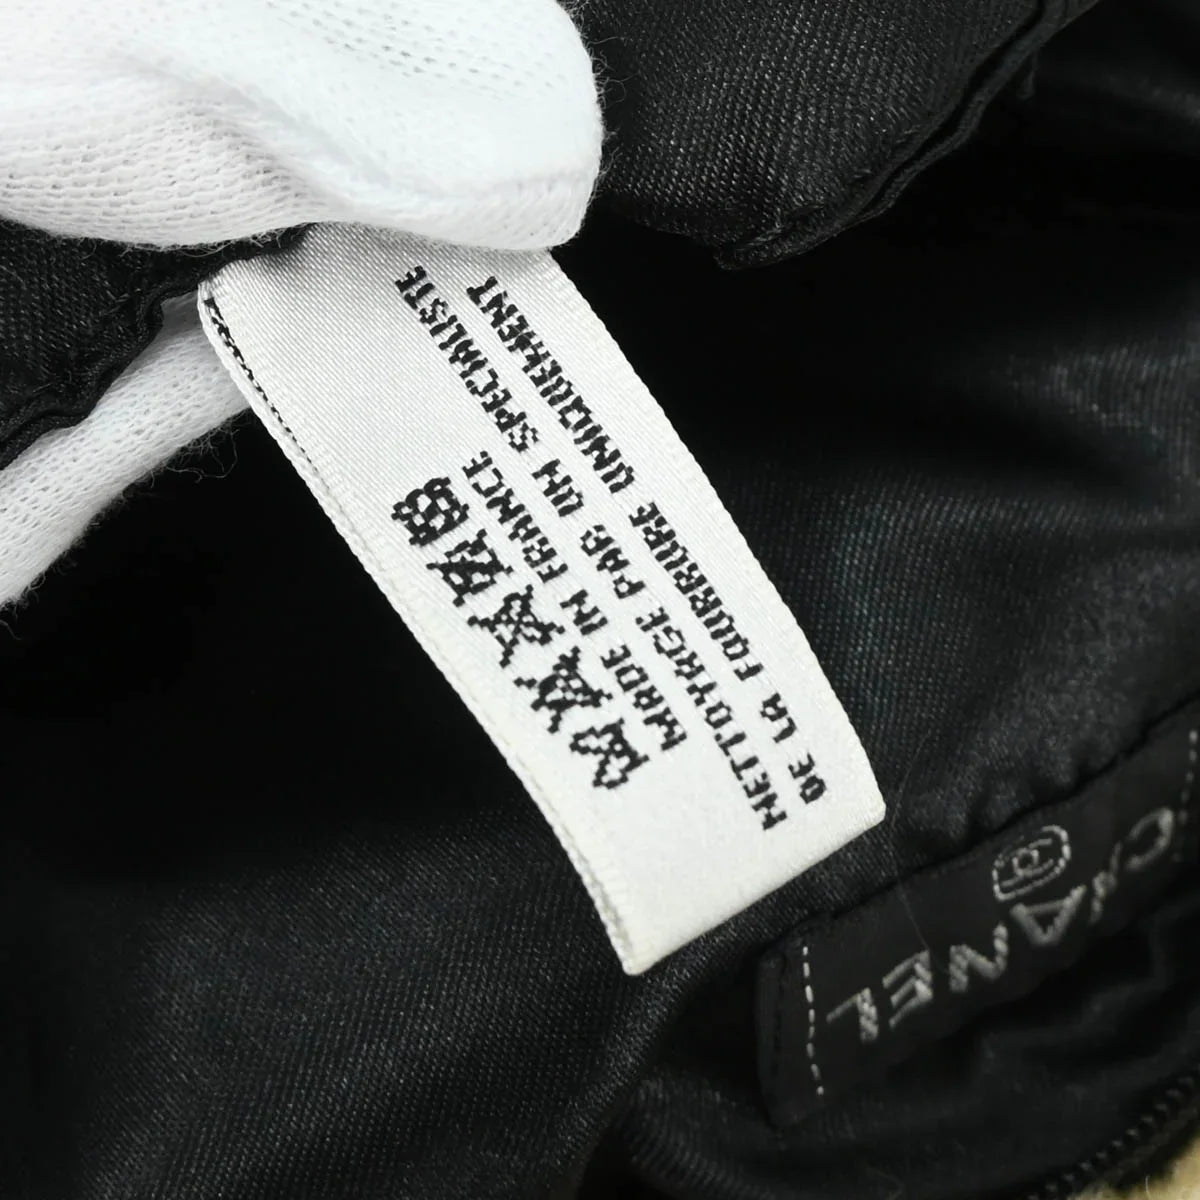 MADE IN FRANCE
NETTOYAGE PAR UN SPECIALISTE
DE LA FOURRURE UNIQUEMENT
CHANEL